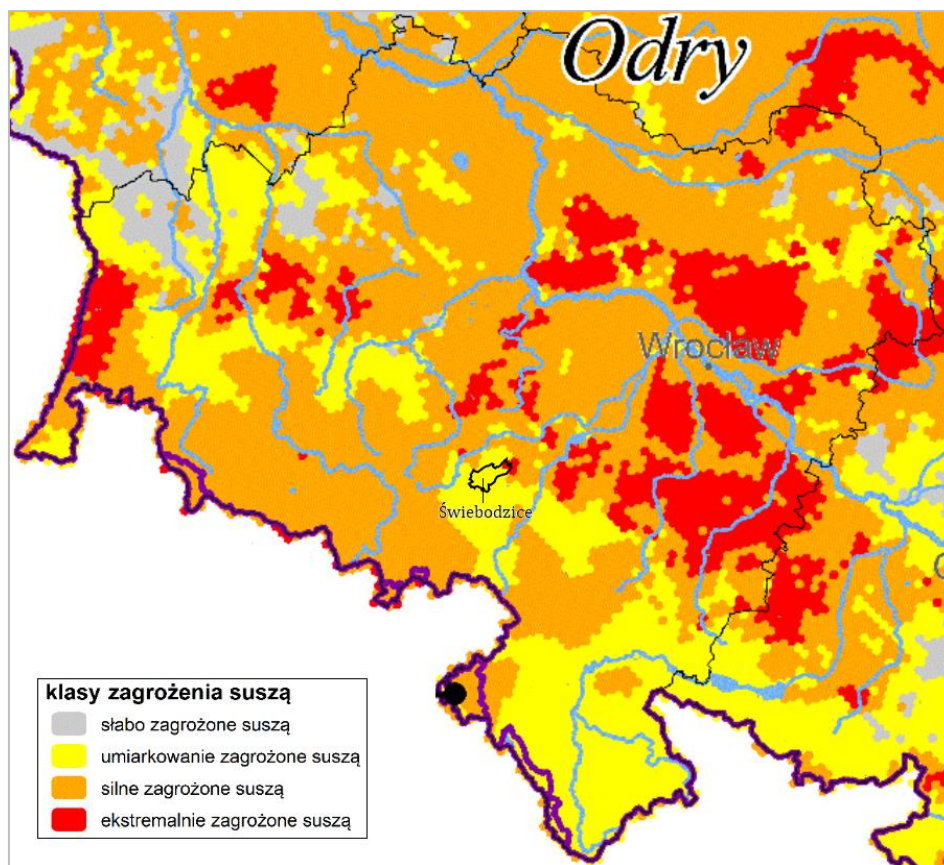 Odry
Wrocław
Świebodzice
klasy zagrożenia suszą
słabo zagrożone suszą
umiarkowanie zagrożone suszą
silne zagrożone suszą
ekstremalnie zagrożone suszą